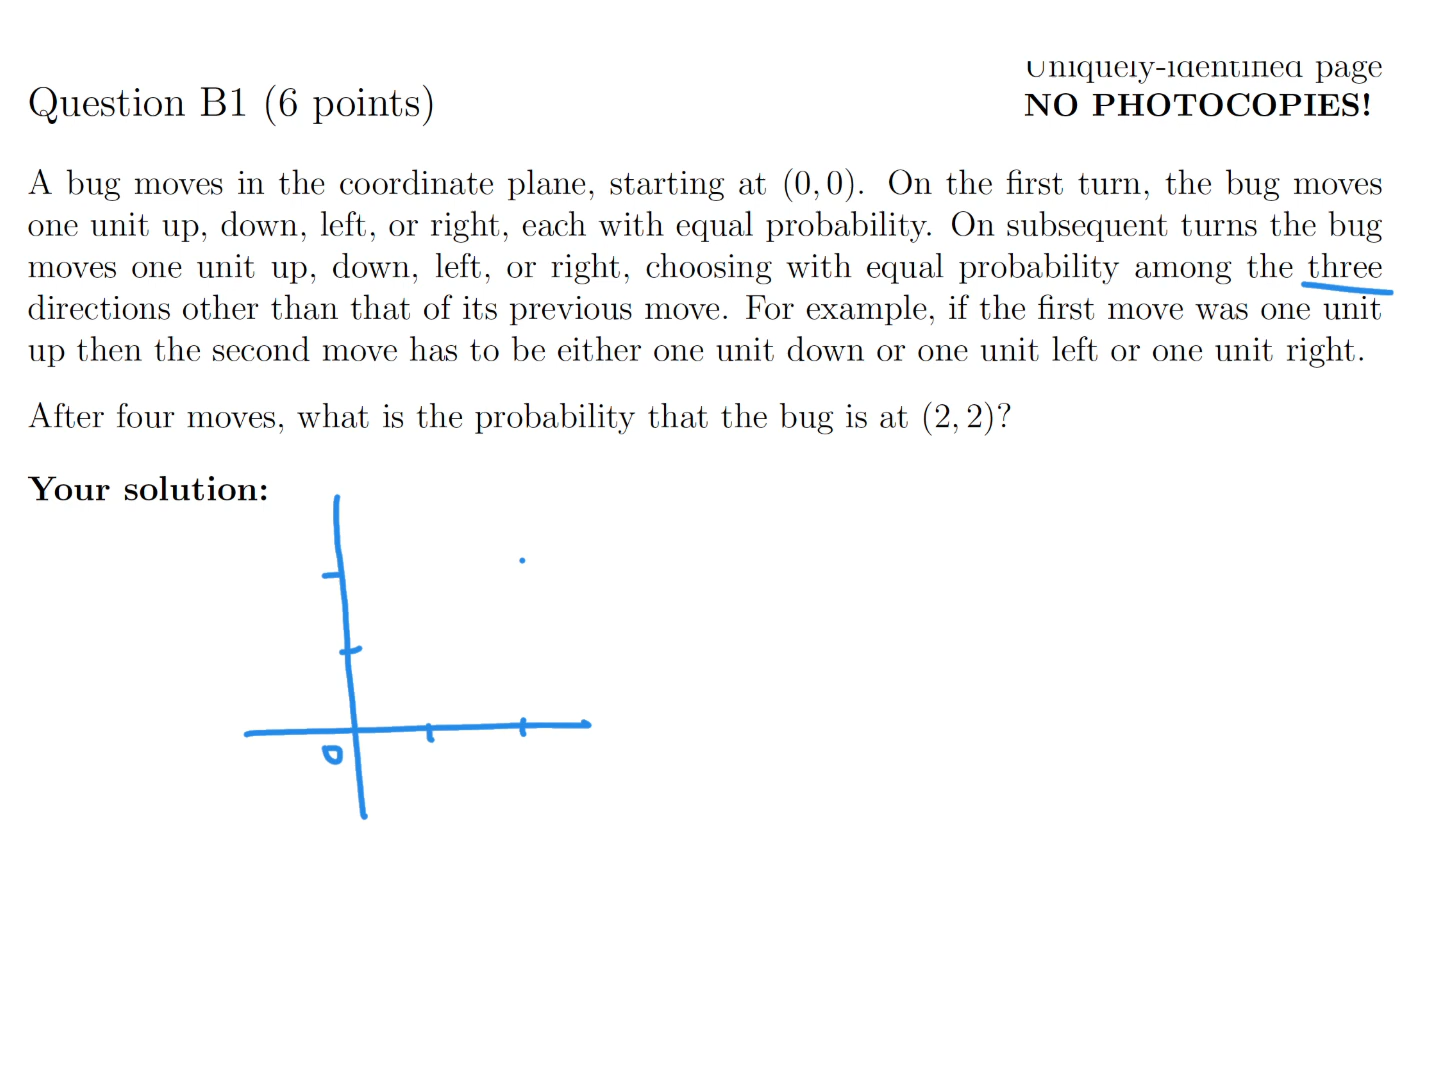 Uniquely-identified page
Question B1 (6 points)
NO PHOTOCOPIES!
A bug moves in the coordinate plane, starting at (0, 0). On the first turn, the bug moves
one unit up, down, left, or right, each with equal probability. On subsequent turns the bug
moves one unit up, down, left, or right, choosing with equal probability among the three
directions other than that of its previous move. For example, if the first move was one unit
up then the second move has to be either one unit down or one unit left or one unit right.
After four moves, what is the probability that the bug is at (2, 2)?
Your solution:
0